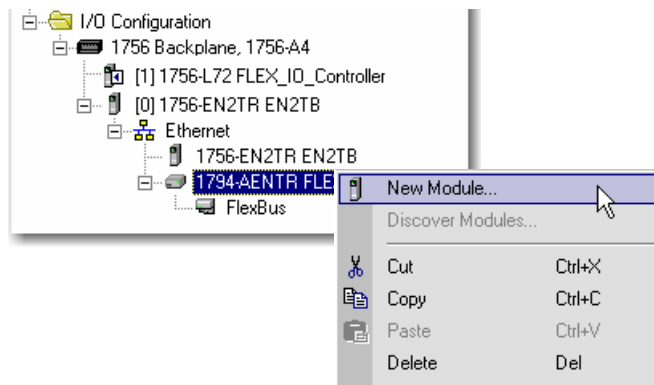 I/O Configuration
1756 Backplane, 1756-A4
[1] 1756-L72 FLEX_IO_Controller
[0] 1756-EN2TR EN2TB
Ethernet
1756-EN2TR EN2TB
1794-AENTR FLE
FlexBus
New Module...
Discover Modules...
Cut Ctrl+X
Copy Ctrl+C
Paste Ctrl+V
Delete Del